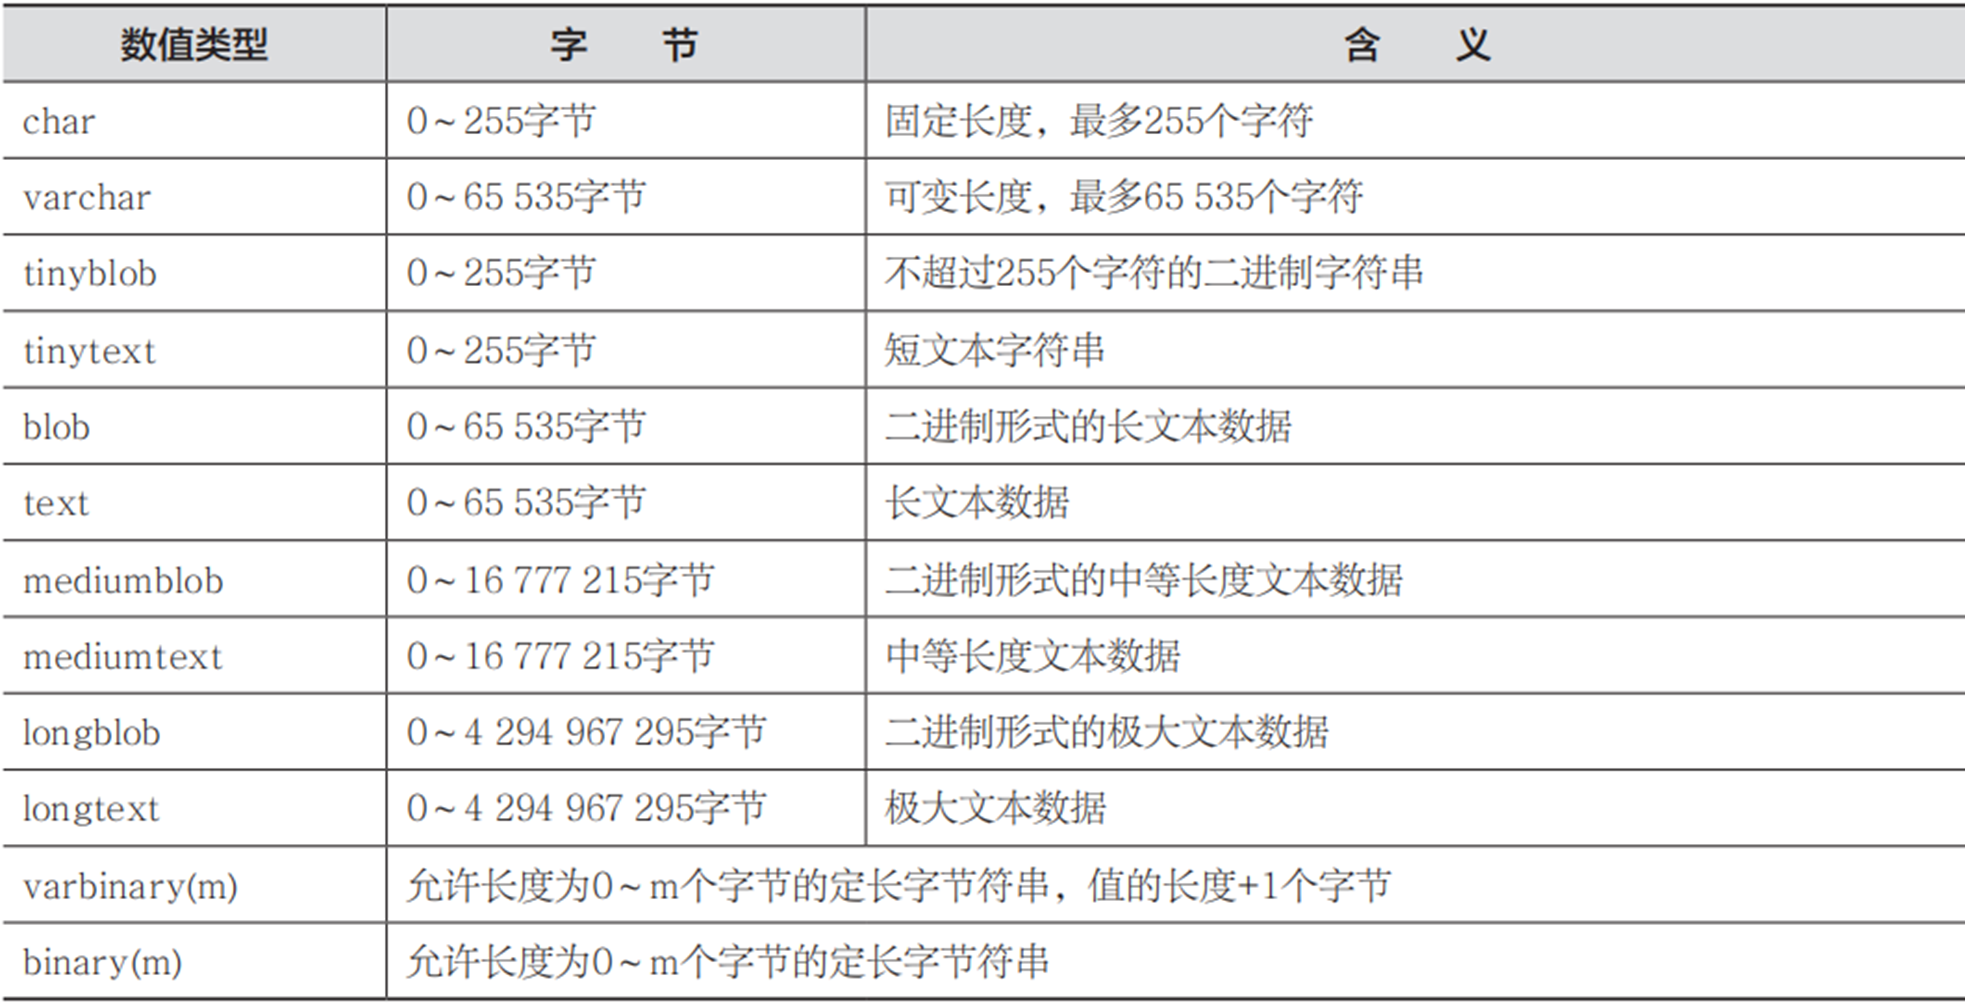 数值类型 字 节 含 义
char 0～255字节 固定长度，最多255个字符
varchar 0～65 535字节 可变长度，最多65 535个字符
tinyblob 0～255字节 不超过255个字符的二进制字符串
tinytext 0～255字节 短文本字符串
blob 0～65 535字节 二进制形式的长文本数据
text 0～65 535字节 长文本数据
mediumblob 0～16 777 215字节 二进制形式的中等长度文本数据
mediumtext 0～16 777 215字节 中等长度文本数据
longblob 0～4 294 967 295字节 二进制形式的极大文本数据
longtext 0～4 294 967 295字节 极大文本数据
varbinary(m) 允许长度为0～m个字节的定长字节符串，值的长度+1个字节
binary(m) 允许长度为0～m个字节的定长字节符串